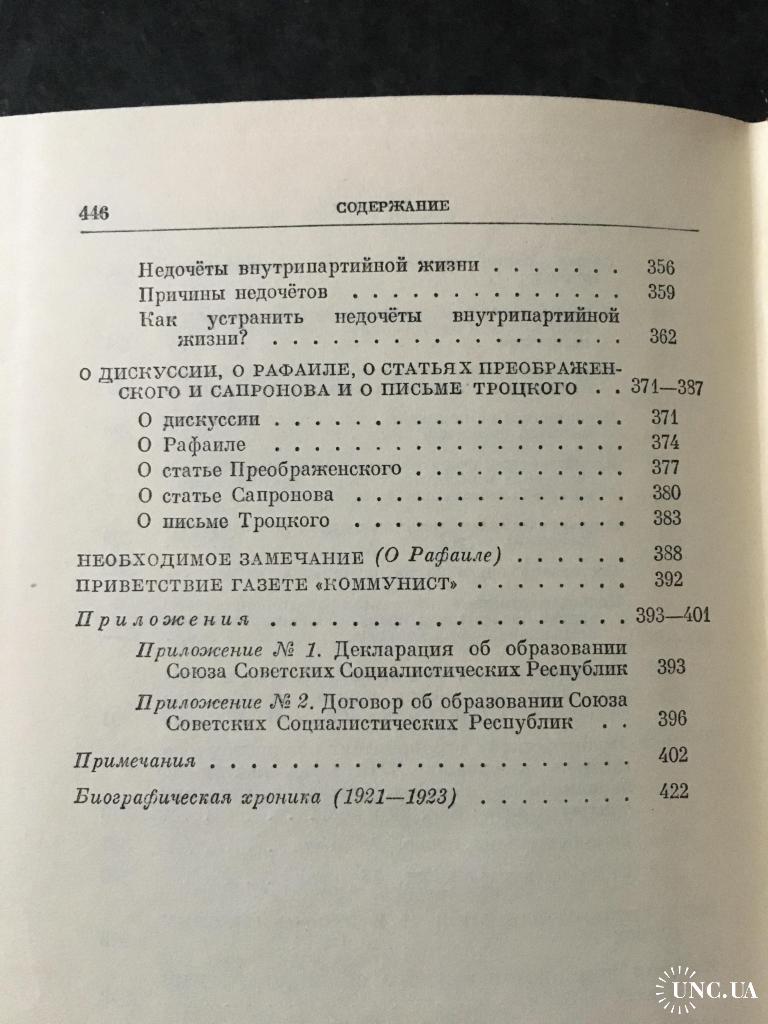 446 СОДЕРЖАНИЕ
Недочёты внутрипартийной жизни . . . . . . . 356
Причины недочётов . . . . . . . . . . . . . . 359
Как устранить недочёты внутрипартийной
жизни? . . . . . . . . . . . . . . . . . . 362
О ДИСКУССИИ, О РАФАИЛЕ, О СТАТЬЯХ ПРЕОБРАЖЕН-
СКОГО И САПРОНОВА И О ПИСЬМЕ ТРОЦКОГО . . 371—387
О дискуссии . . . . . . . . . . . . . . . . . . 371
О Рафаиле . . . . . . . . . . . . . . . . . . 374
О статье Преображенского . . . . . . . . . . . 377
О статье Сапронова . . . . . . . . . . . . . . 380
О письме Троцкого . . . . . . . . . . . . . . 383
НЕОБХОДИМОЕ ЗАМЕЧАНИЕ (О Рафаиле) . . . . . . 388
ПРИВЕТСТВИЕ ГАЗЕТЕ «КОММУНИСТ» . . . . . . . . 392
Приложения . . . . . . . . . . . . . . . . . . 393—401
Приложение № 1. Декларация об образовании
Союза Советских Социалистических Республик 393
Приложение № 2. Договор об образовании Союза
Советских Социалистических Республик . . 396
Примечания . . . . . . . . . . . . . . . . . . . . . 402
Биографическая хроника (1921—1923) . . . . . . . . 422
UNC.UA